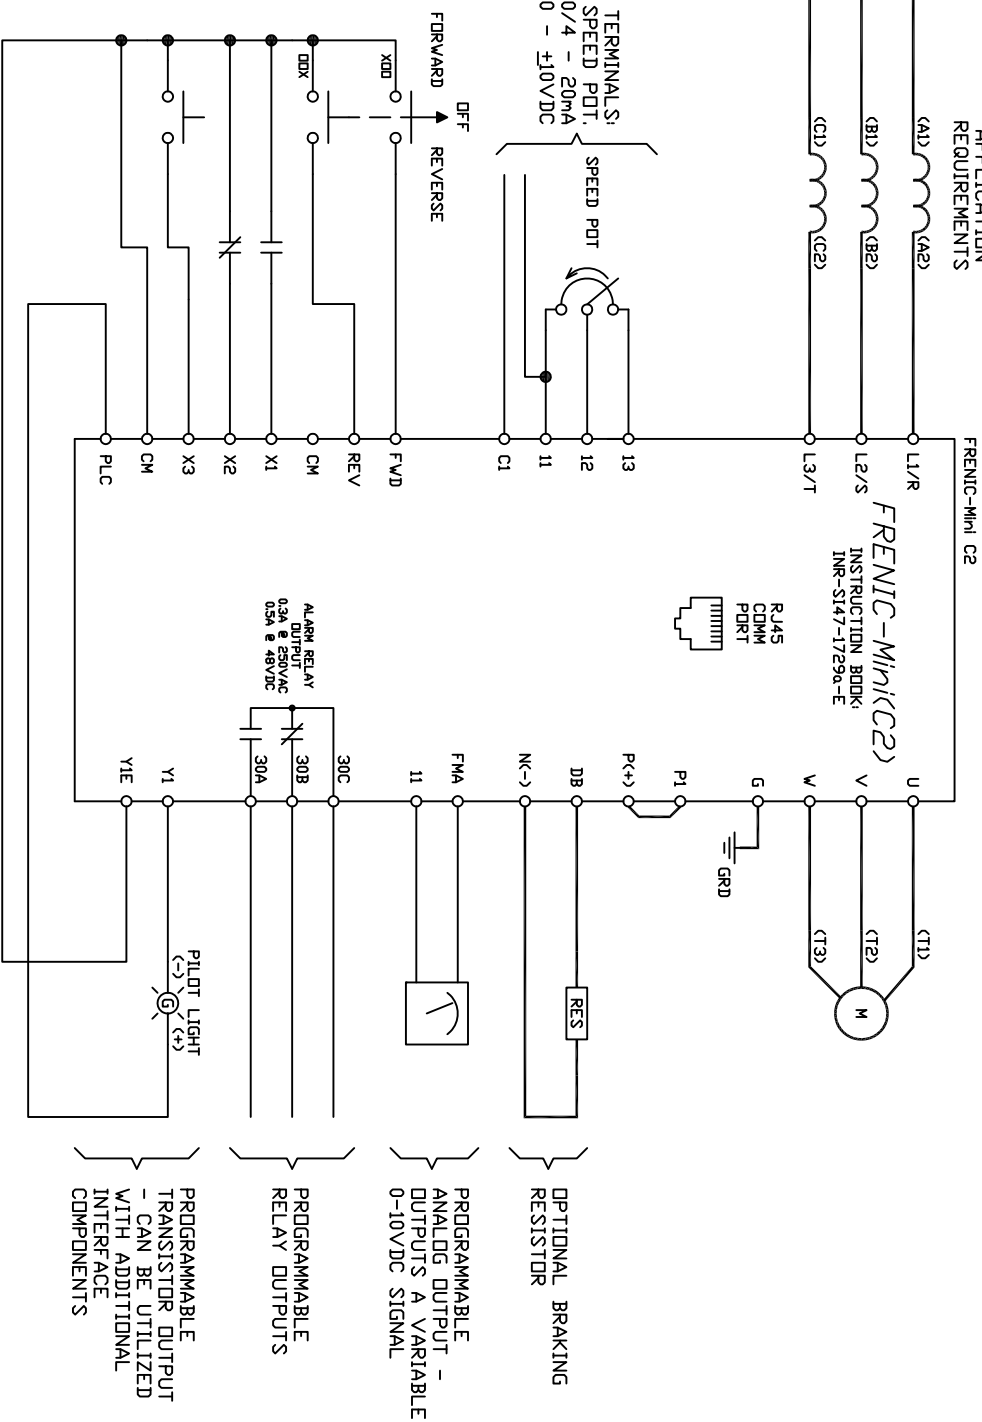 APPLICATION
REQUIREMENTS
(A1)
(A2)
(B1)
(B2)
(C1)
(C2)
TERMINALS:
SPEED POT.
0/4 - 20mA
0 - ±10VDC
SPEED POT
OFF
FORWARD
REVERSE
XOO
OOX
FRENIC-Mini C2
L1/R
L2/S
L3/T
13
12
11
C1
FWD
REV
CM
X1
X2
X3
CM
PLC
FRENIC-Mini(C2)
INSTRUCTION BOOK:
INR-SI47-1729a-E
RJ45
COMM
PORT
ALARM RELAY
OUTPUT
0.3A @ 250VAC
0.5A @ 48VDC
U
V
W
G
P1
P(+)
DB
N(-)
FMA
11
30C
30B
30A
Y1
Y1E
GRD
(T1)
(T2)
(T3)
M
RES
PILOT LIGHT
(-)
(+)
G
OPTIONAL BRAKING
RESISTOR
PROGRAMMABLE
ANALOG OUTPUT -
OUTPUTS A VARIABLE
0-10VDC SIGNAL
PROGRAMMABLE
RELAY OUTPUTS
PROGRAMMABLE
TRANSISTOR OUTPUT
- CAN BE UTILIZED
WITH ADDITIONAL
INTERFACE
COMPONENTS